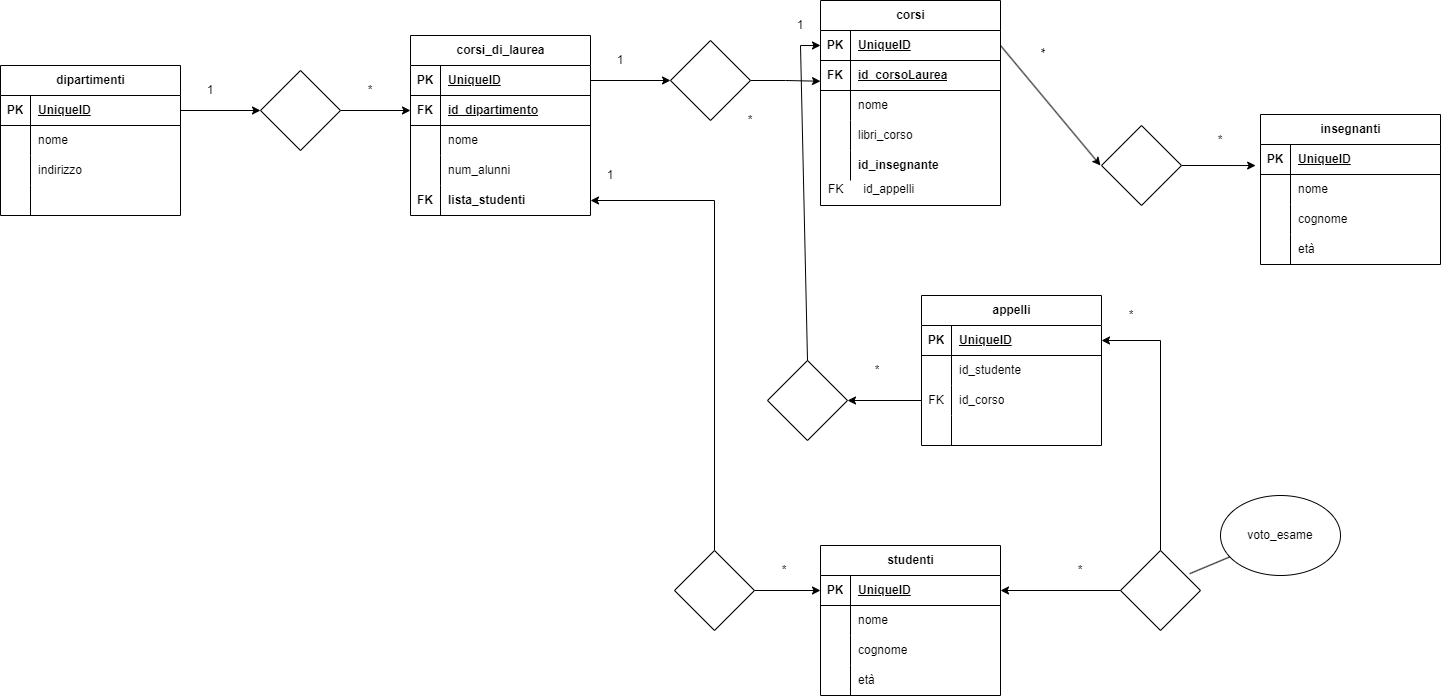 dipartimenti
PK UniqueID
nome
indirizzo
1
*
corsi_di_laurea
PK UniqueID
FK id_dipartimento
nome
num_alunni
FK lista_studenti
1
*
1
1
corsi
PK UniqueID
FK id_corsoLaurea
nome
libri_corso
id_insegnante
FK id_appelli
*
*
insegnanti
PK UniqueID
nome
cognome
età
appelli
PK UniqueID
id_studente
FK id_corso
*
*
studenti
PK UniqueID
nome
cognome
età
*
*
voto_esame